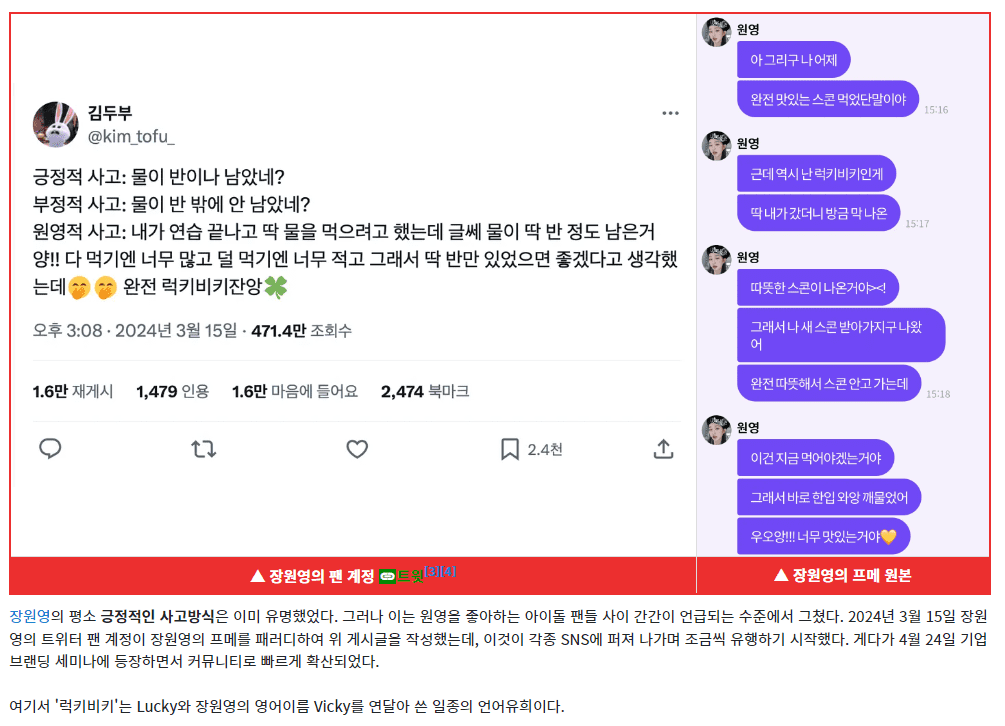 김두부
@kim_tofu_
긍정적 사고: 물이 반이나 남았네?
부정적 사고: 물이 반 밖에 안 남았네?
원영적 사고: 내가 연습 끝나고 딱 물을 먹으려고 했는데 글쎄 물이 딱 반 정도 남은거
양!! 다 먹기엔 너무 많고 덜 먹기엔 너무 적고 그래서 딱 반만 있었으면 좋겠다고 생각했
는데🤭🤭 완전 럭키비키잔앙🍀
오후 3:08 · 2024년 3월 15일 · 471.4만 조회수
1.6만 재게시 1,479 인용 1.6만 마음에 들어요 2,474 북마크
2.4천
▲ 장원영의 팬 계정 트윗[3][4]
원영
아 그리구 나 어제
완전 맛있는 스콘 먹었단말이야
15:16
원영
근데 역시 난 럭키비키인게
딱 내가 갔더니 방금 막 나온
15:17
원영
따뜻한 스콘이 나온거야><!
그래서 나 새 스콘 받아가지구 나왔
어
완전 따뜻해서 스콘 안고 가는데
15:18
원영
이건 지금 먹어야겠는거야
그래서 바로 한입 와앙 깨물었어
우오앙!!! 너무 맛있는거야💛
▲ 장원영의 프메 원본
장원영의 평소 긍정적인 사고방식은 이미 유명했었다. 그러나 이는 원영을 좋아하는 아이돌 팬들 사이 간간이 언급되는 수준에서 그쳤다. 2024년 3월 15일 장원
영의 트위터 팬 계정이 장원영의 프메를 패러디하여 위 게시글을 작성했는데, 이것이 각종 SNS에 퍼져 나가며 조금씩 유행하기 시작했다. 게다가 4월 24일 기업
브랜딩 세미나에 등장하면서 커뮤니티로 빠르게 확산되었다.
여기서 '럭키비키'는 Lucky와 장원영의 영어이름 Vicky를 연달아 쓴 일종의 언어유희이다.